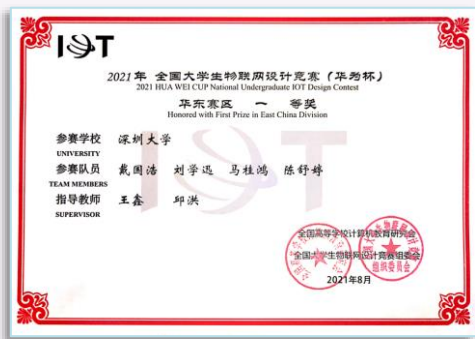 IOT
2021年 全国大学生物联网设计竞赛（华为杯）
2021 HUA WEI CUP National Undergraduate IOT Design Contest
华东赛区 一 等奖
Honored with First Prize in East China Division
参赛学校 深圳大学
UNIVERSITY
参赛队员 戴国浩 刘学迅 马桂鸿 陈舒婷
TEAM MEMBERS
指导教师 王鑫 邱洪
SUPERVISOR
全国高等学校计算机教育研究会
全国大学生物联网设计竞赛组委会
2021年8月
组织委员会